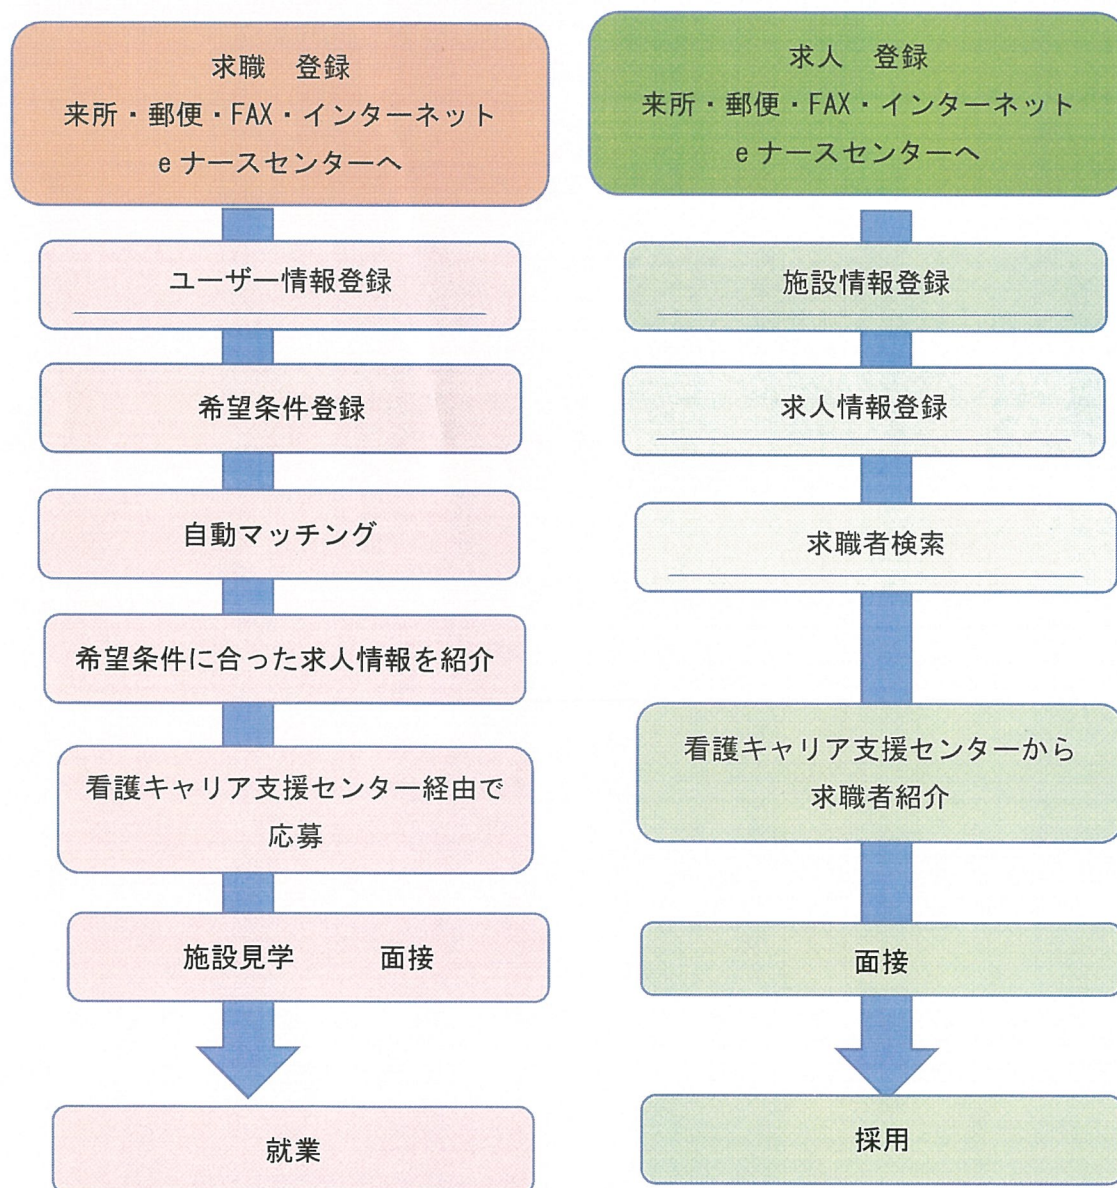 求職　登録
来所・郵便・FAX・インターネット
e ナースセンターへ
ユーザー情報登録
希望条件登録
自動マッチング
希望条件に合った求人情報を紹介
看護キャリア支援センター経由で
応募
施設見学　　　面接
就業
求人　登録
来所・郵便・FAX・インターネット
e ナースセンターへ
施設情報登録
求人情報登録
求職者検索
看護キャリア支援センターから
求職者紹介
面接
採用